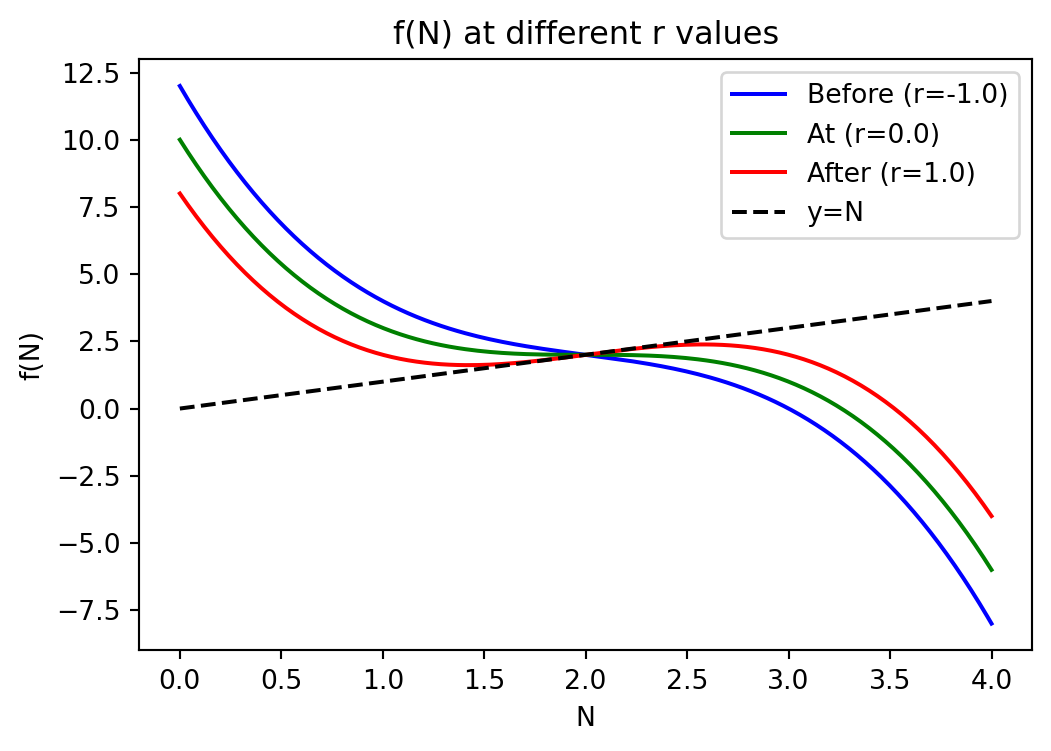 f(N) at different r values
12.5
10.0
7.5
5.0
2.5
0.0
−2.5
−5.0
−7.5
f(N)
Before (r=-1.0)
At (r=0.0)
After (r=1.0)
y=N
0.0 0.5 1.0 1.5 2.0 2.5 3.0 3.5 4.0
N